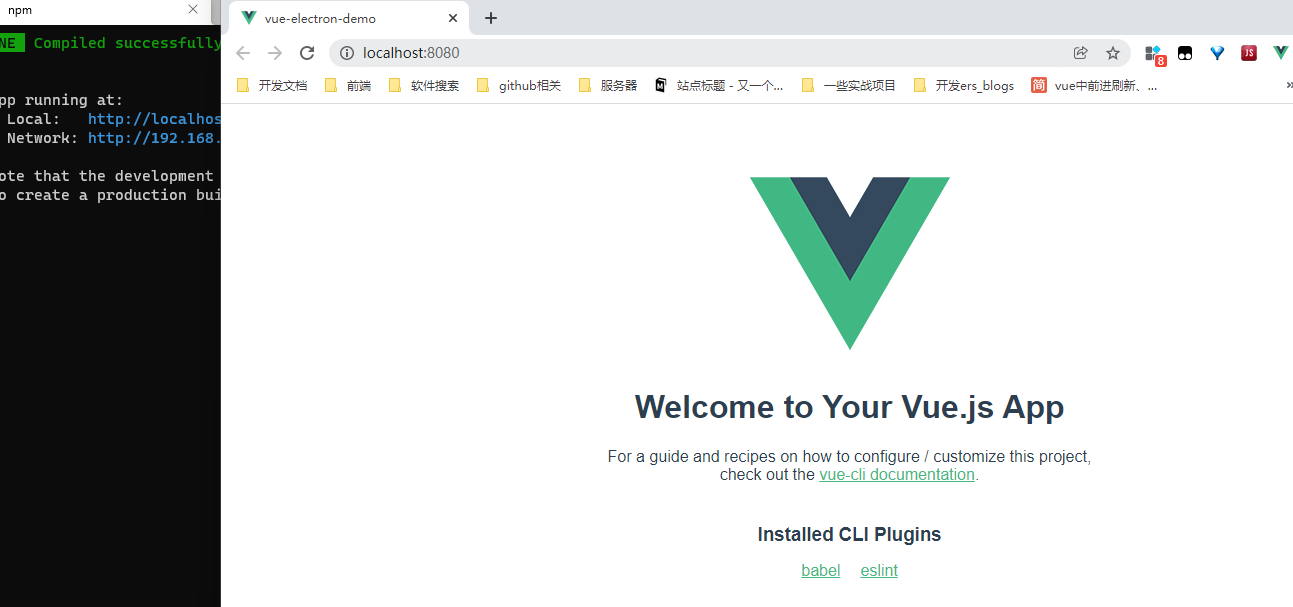 npm
NE Compiled successfully
pp running at:
Local: http://localhos
Network: http://192.168.
ote that the development
o create a production bui
vue-electron-demo
localhost:8080
8
JS
开发文档 前端 软件搜索 github相关 服务器 站点标题 - 又一个... 一些实战项目 开发ers_blogs 简 vue中前进刷新、... »
Welcome to Your Vue.js App
For a guide and recipes on how to configure / customize this project,
check out the vue-cli documentation.
Installed CLI Plugins
babel eslint